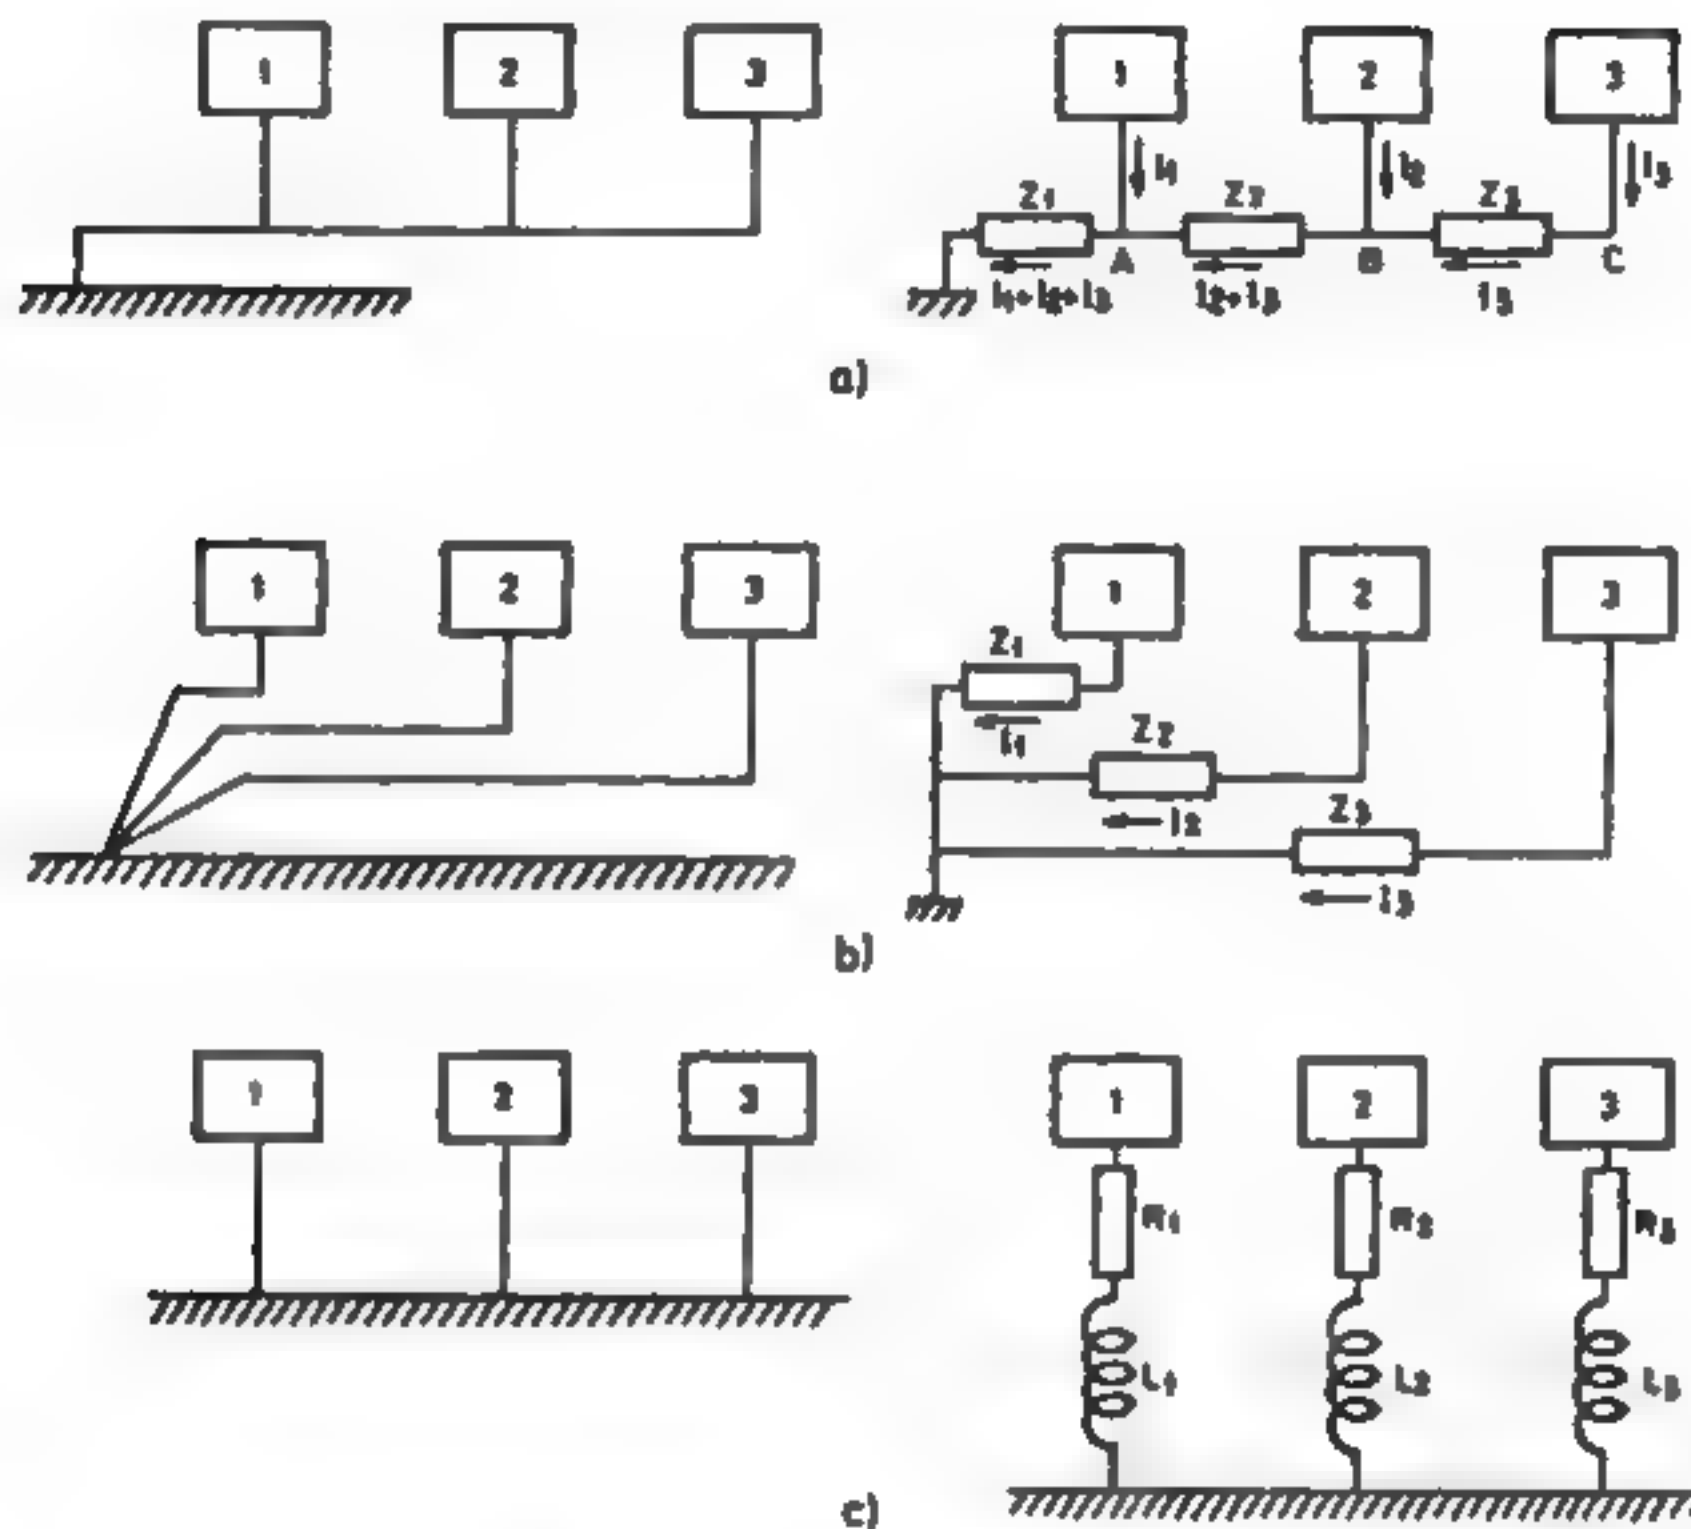 1 2 3 1 2 3
i1 i2 i3
Z1 Z2 Z3
A B C
i1+i2+i3 i2+i3 i3
a)
1 2 3 1 2 3
Z1
i1
Z2
i2
Z3
i3
b)
1 2 3 1 2 3
R1 R2 R3
L1 L2 L3
c)